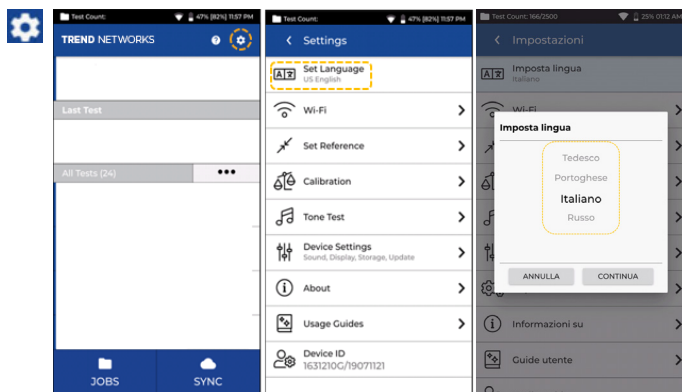 Test Count: 47% [82%] 11:57 PM
TREND NETWORKS
Last Test
All Tests (24)
JOBS SYNC
Test Count: 47% [82%] 11:57 PM
Settings
Set Language
US English
Wi-Fi
Set Reference
Calibration
Tone Test
Device Settings
Sound, Display, Storage, Update
About
Usage Guides
Device ID
1631210G/19071121
Test Count: 166/2500 25% 01:12 AM
Impostazioni
Imposta lingua
Italiano
Wi-Fi
Imposta lingua
Tedesco
Portoghese
Italiano
Russo
ANNULLA CONTINUA
Informazioni su
Guide utente